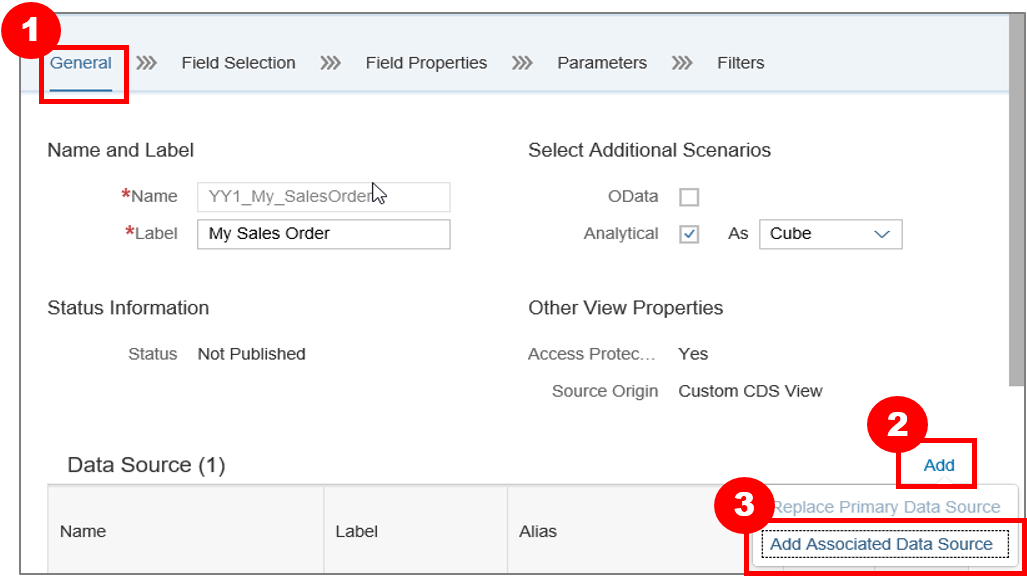 1
General
Field Selection
Field Properties
Parameters
Filters
Name and Label
*Name YY1_My_SalesOrder
*Label My Sales Order
Select Additional Scenarios
OData
Analytical As Cube
Status Information
Status Not Published
Other View Properties
Access Protec... Yes
Source Origin Custom CDS View
2
Data Source (1)
Add
3
Replace Primary Data Source
Add Associated Data Source
Name
Label
Alias